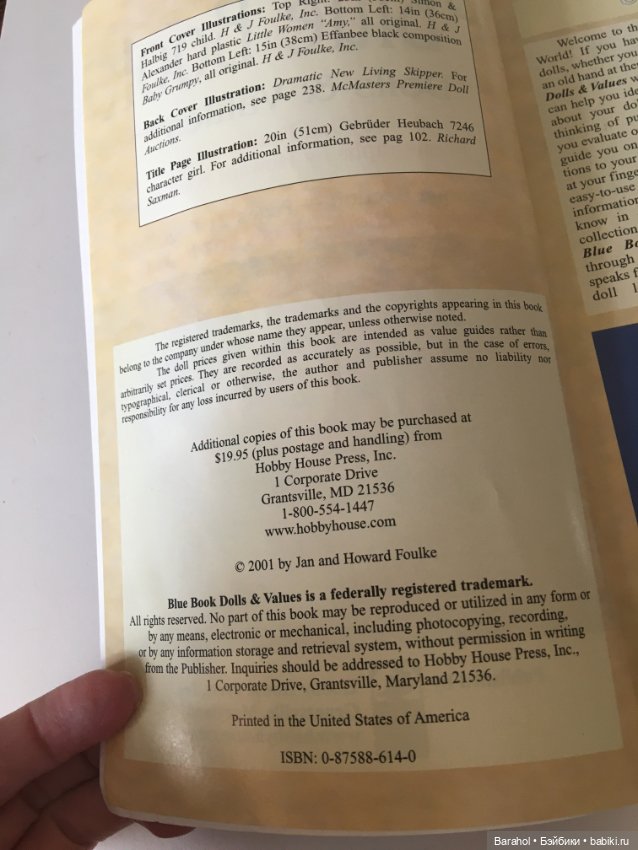 Front Cover Illustrations: Top Right:
Halbig 719 child. H & J Foulke, Inc. Bottom Left: 14in (36cm)
Alexander hard plastic Little Women "Amy," all original. H & J
Foulke, Inc. Bottom Left: 15in (38cm) Effanbee black composition
Baby Grumpy, all original. H & J Foulke, Inc.
Back Cover Illustration: Dramatic New Living Skipper. For
additional information, see page 238. McMasters Premiere Doll
Auctions.
Title Page Illustration: 20in (51cm) Gebrüder Heubach 7246
character girl. For additional information, see pag 102. Richard
Saxman.
The registered trademarks, the trademarks and the copyrights appearing in this book
belong to the company under whose name they appear, unless otherwise noted.
The doll prices given within this book are intended as value guides rather than
arbitrarily set prices. They are recorded as accurately as possible, but in the case of errors,
typographical, clerical or otherwise, the author and publisher assume no liability nor
responsibility for any loss incurred by users of this book.
Additional copies of this book may be purchased at
$19.95 (plus postage and handling) from
Hobby House Press, Inc.
1 Corporate Drive
Grantsville, MD 21536
1-800-554-1447
www.hobbyhouse.com
© 2001 by Jan and Howard Foulke
Blue Book Dolls & Values is a federally registered trademark.
All rights reserved. No part of this book may be reproduced or utilized in any form or
by any means, electronic or mechanical, including photocopying, recording,
or by any information storage and retrieval system, without permission in writing
from the Publisher. Inquiries should be addressed to Hobby House Press, Inc.,
1 Corporate Drive, Grantsville, Maryland 21536.
Printed in the United States of America
ISBN: 0-87588-614-0
Welcome to
World! If you
dolls, whether
an old hand at
Dolls & Values
can help you
about your
thinking of
you evaluate
guide you on
tions to your
at your
easy-to-use
information
know in
collection
Blue
through
speaks
doll
Barahol • Бэйбики • babiki.ru